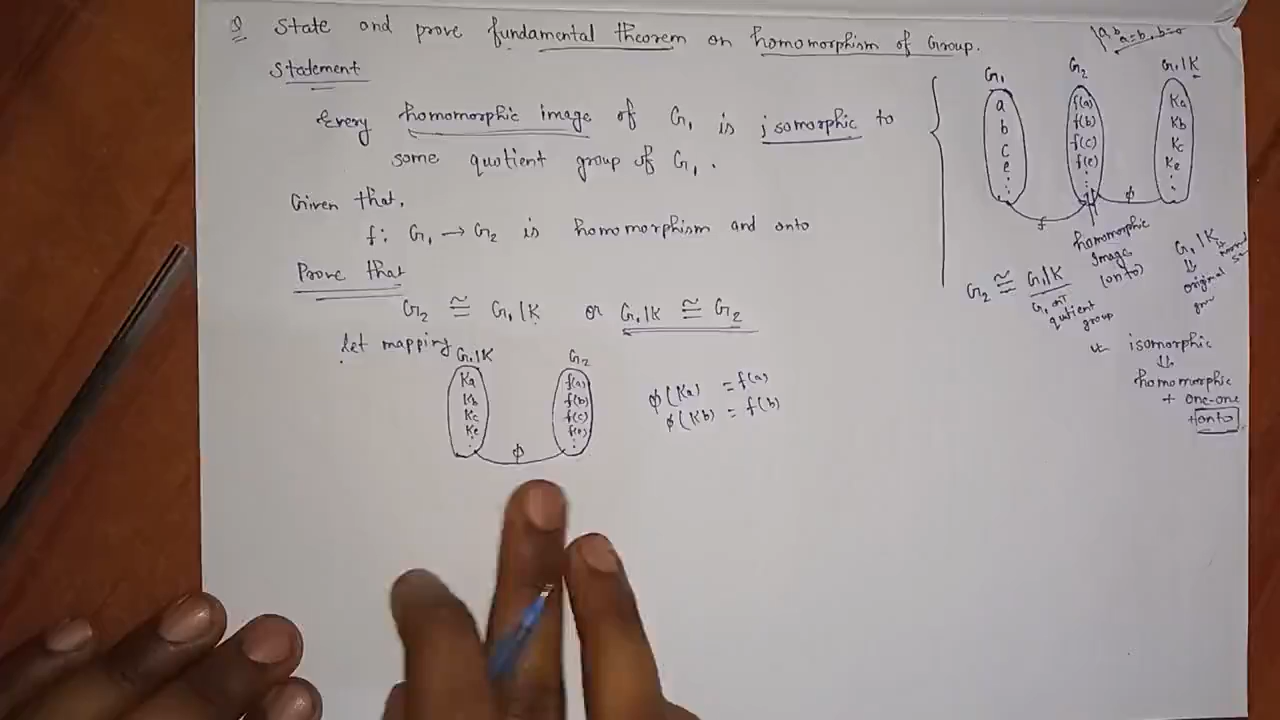 Q State and prove fundamental theorem on homomorphism of Group.
Statement
Every homomorphic image of G₁ is isomorphic to
some quotient group of G₁.
Given that,
f: G₁ → G₂ is homomorphism and onto
Prove that
G₂ ≅ G₁|K or G₁|K ≅ G₂
Let mapping
G₁|K G₂
Ka f(a)
Kb f(b)
Kc f(c)
Ke f(e)
⋮ ⋮
ϕ
ϕ(Ka) = f(a)
ϕ(Kb) = f(b)
a=b,
G₁ G₂ G₁|K
a f(a) Ka
b f(b) Kb
c f(c) Kc
e f(e) Ke
⋮ ⋮ ⋮
f ϕ
homomorphic
image
(onto)
G₂ ≅ G₁|K
qutient
group
G₁|K
⇓
original
isomorphic
⇓
homomorphic
+ one-one
+onto